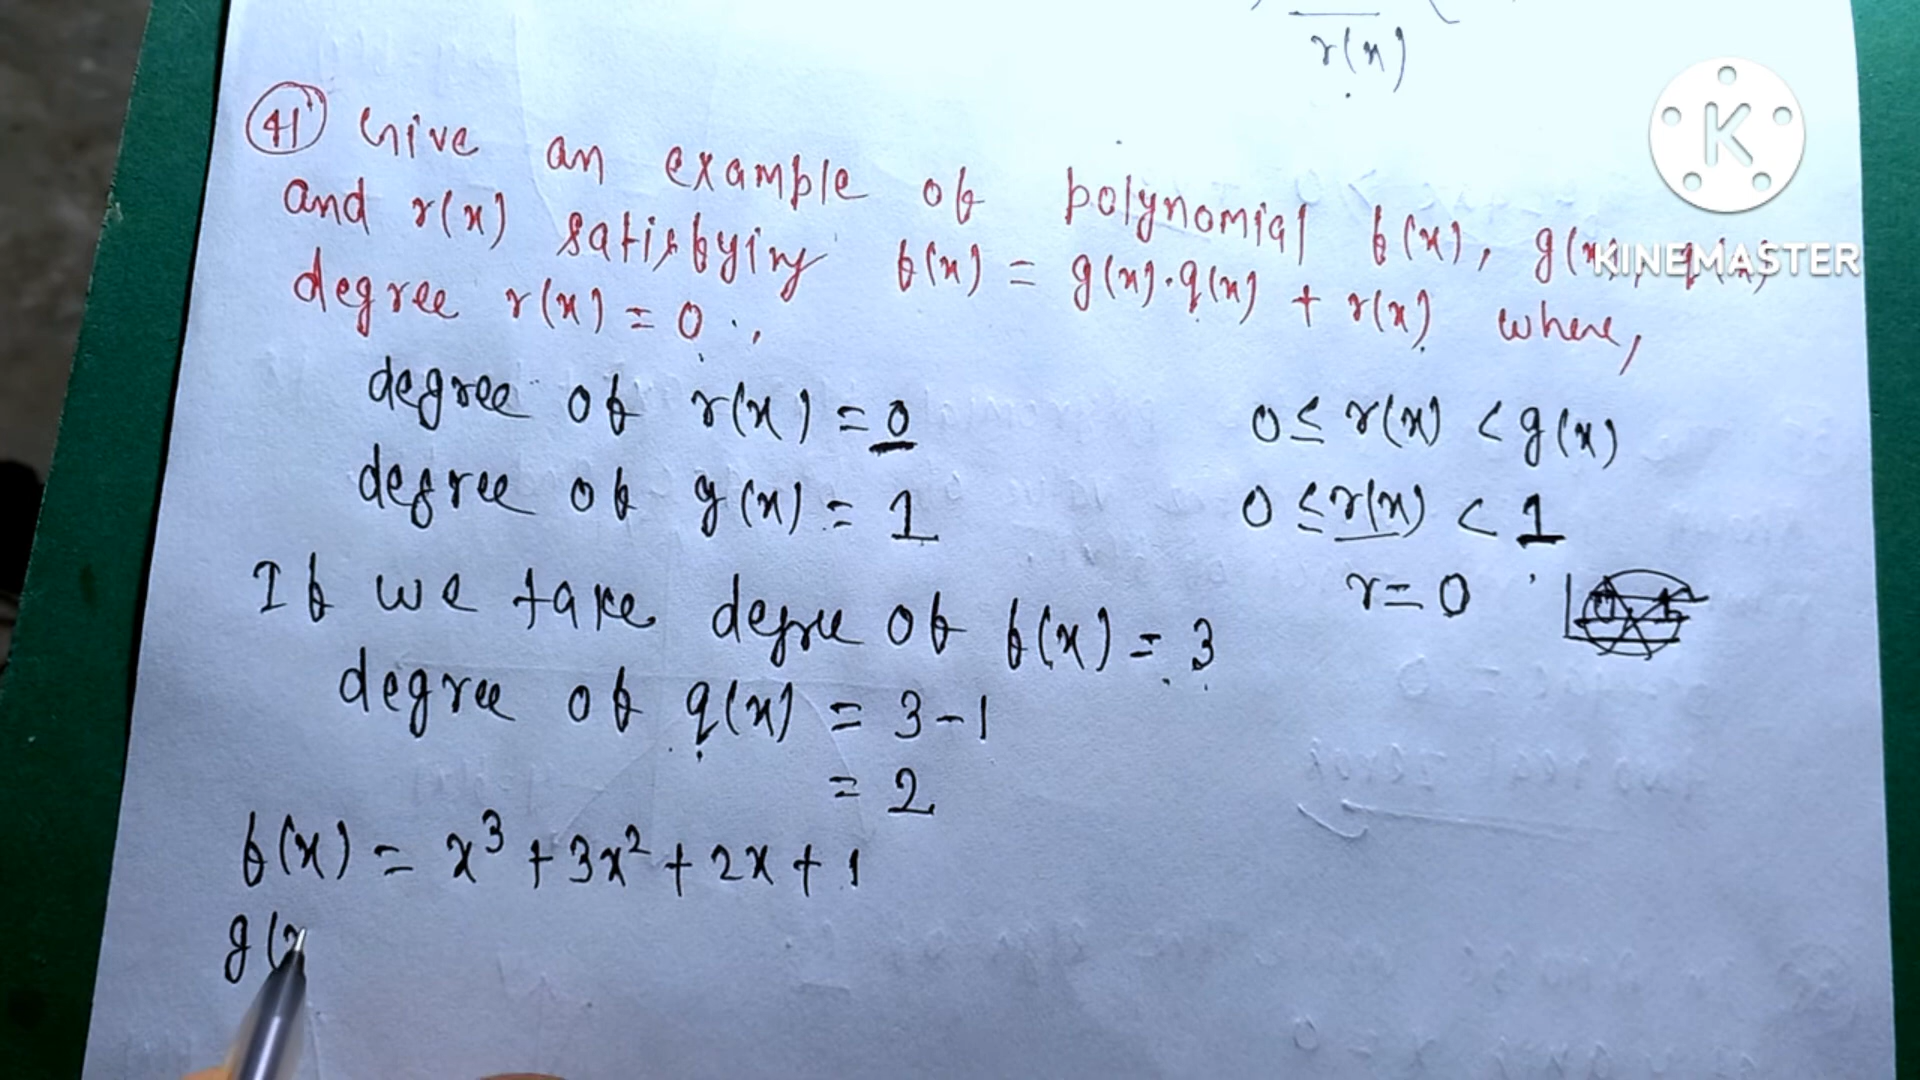 r(x)
41 Give an example of polynomial f(x), g(x), q(x)
and r(x) satisfying f(x) = g(x)·q(x) + r(x) where,
degree r(x) = 0.
degree of r(x) = 0
0 ≤ r(x) < g(x)
degree of g(x) = 1
0 ≤ r(x) < 1
r = 0
If we take degree of f(x) = 3
degree of q(x) = 3-1
= 2
f(x) = x³ + 3x² + 2x + 1
g(x
K
KINEMASTER